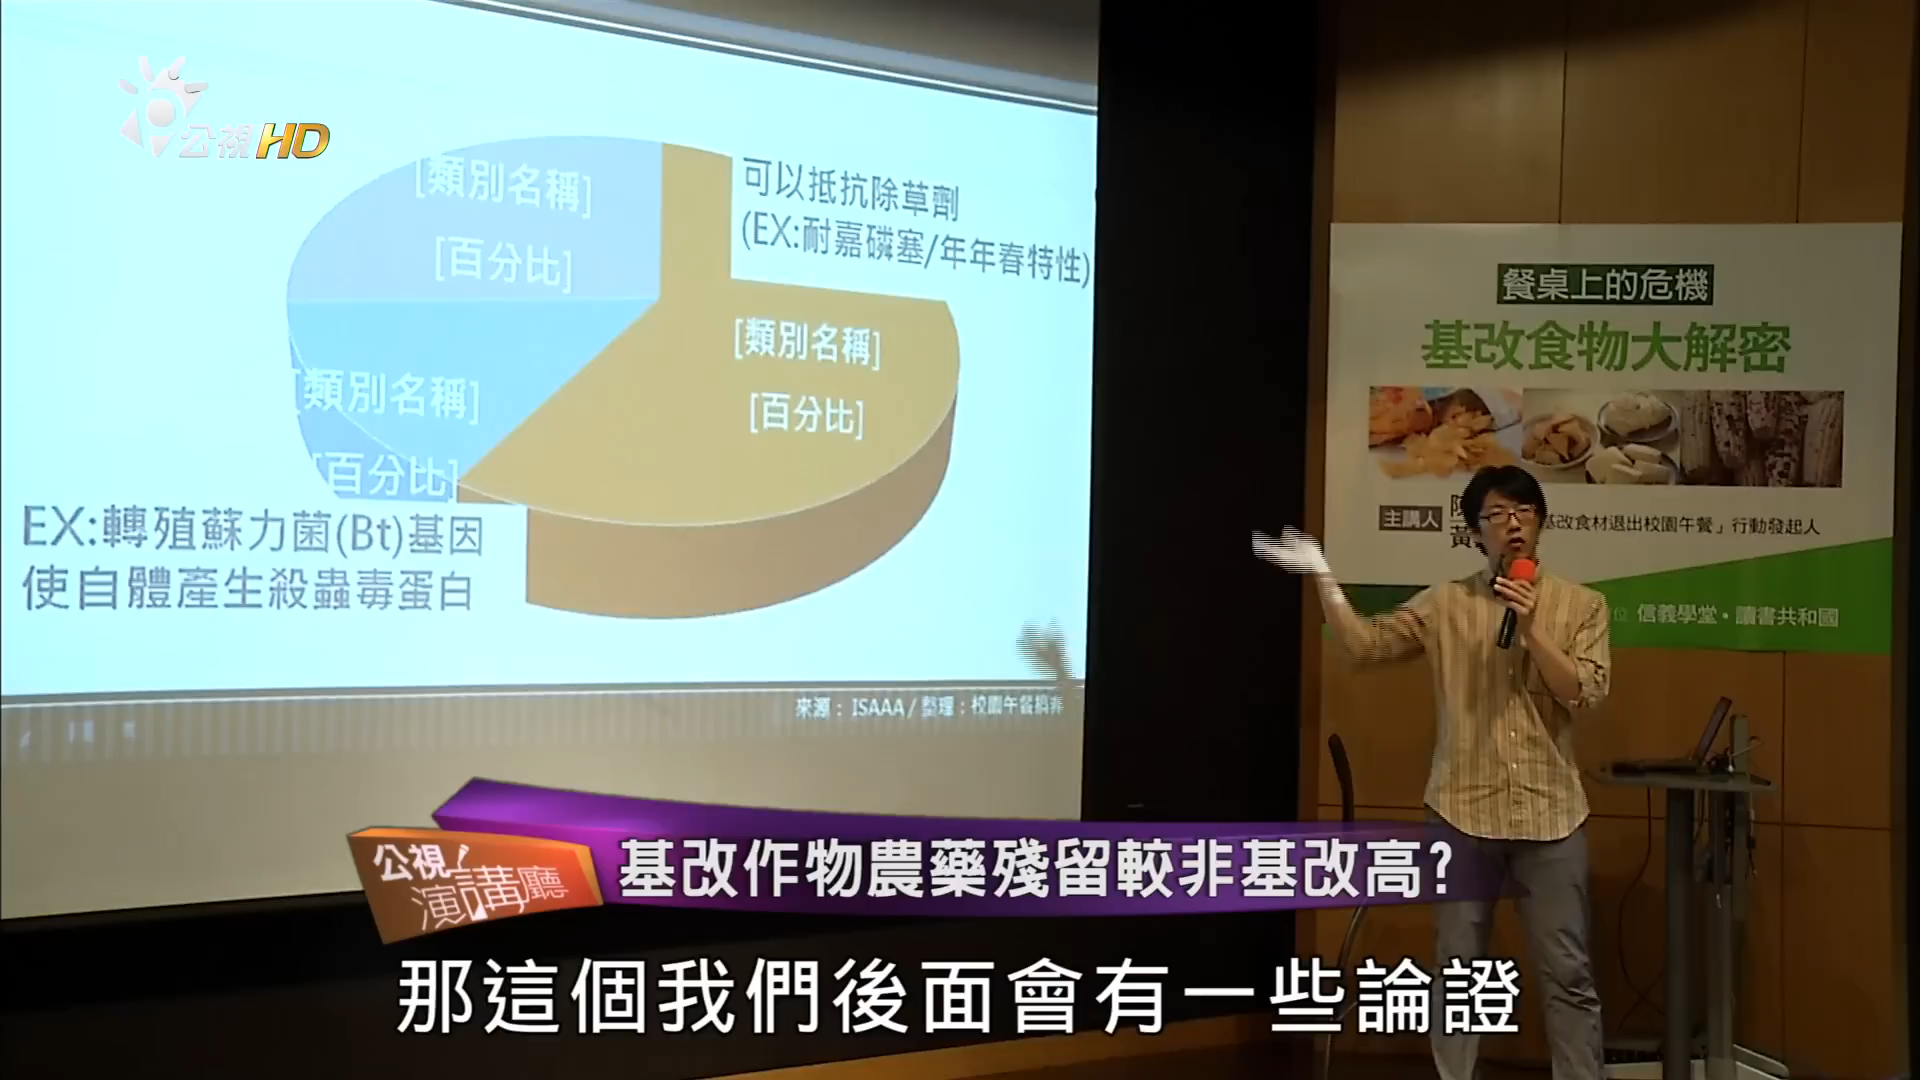 公視HD
[類別名稱]
[百分比]
可以抵抗除草劑
(EX:耐嘉磷塞/年年春特性)
[類別名稱]
[百分比]
[類別名稱]
[百分比]
EX:轉殖蘇力菌(Bt)基因
使自體產生殺蟲毒蛋白
來源：ISAAA/整理：校園午餐搞非
餐桌上的危機
基改食物大解密
主講人
基改食材退出校園午餐」行動發起人
位 信義學堂・讀書共和國
公視
演講廳
基改作物農藥殘留較非基改高?
那這個我們後面會有一些論證